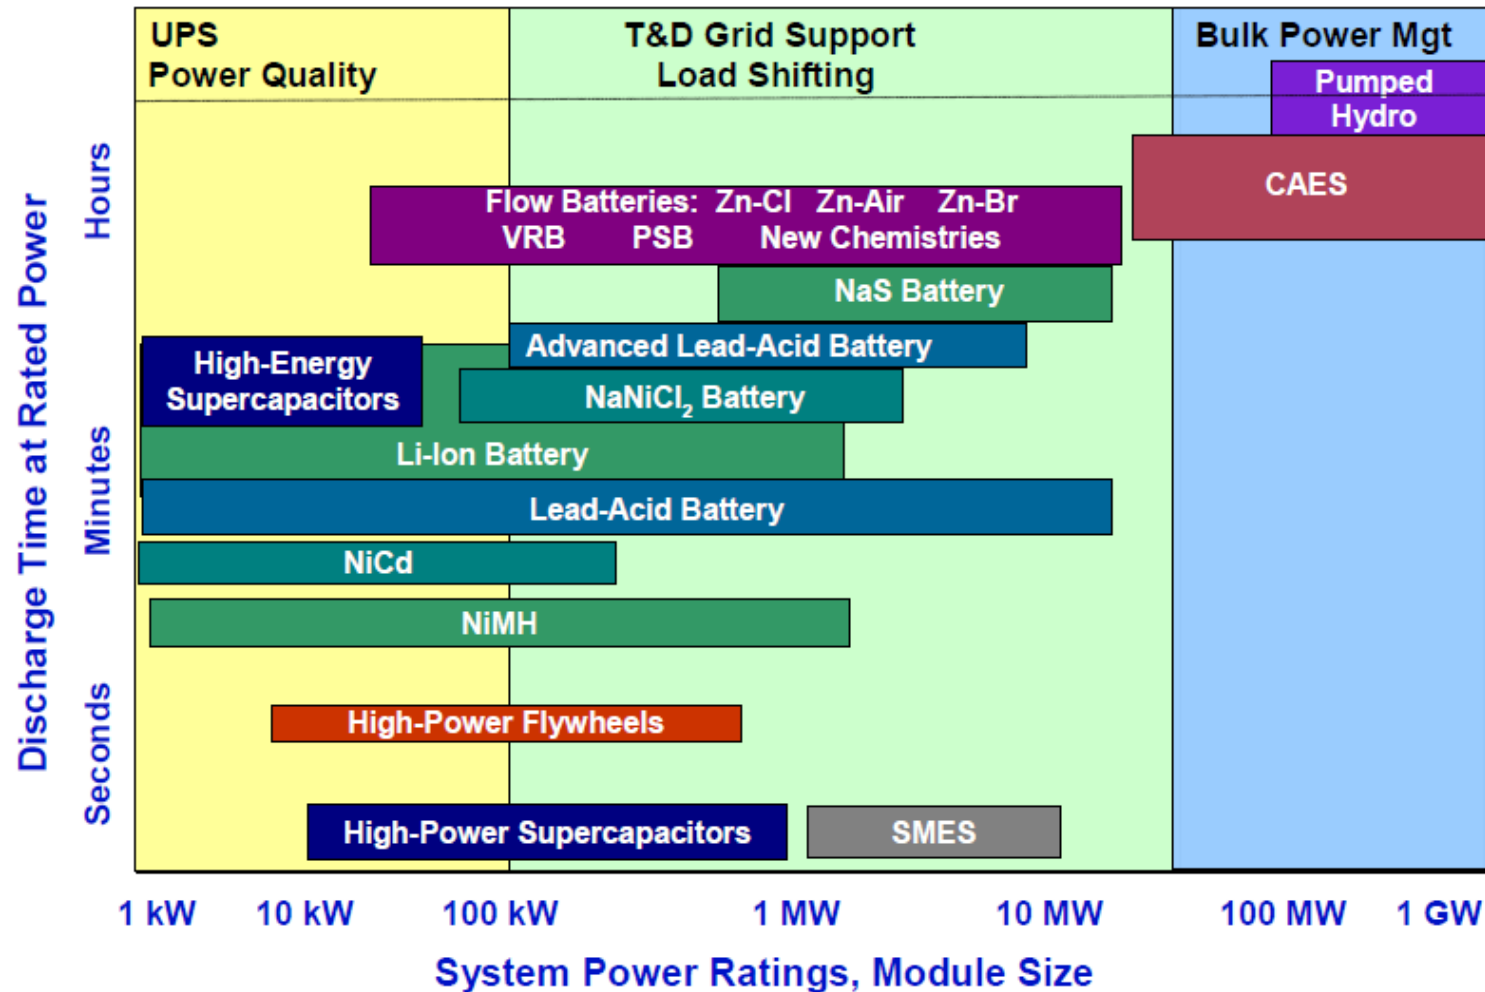 UPS
Power Quality
T&D Grid Support
Load Shifting
Bulk Power Mgt
Pumped
Hydro
CAES
Flow Batteries: Zn-Cl Zn-Air Zn-Br
VRB PSB New Chemistries
NaS Battery
Advanced Lead-Acid Battery
High-Energy
Supercapacitors
NaNiCl₂ Battery
Li-Ion Battery
Lead-Acid Battery
NiCd
NiMH
High-Power Flywheels
High-Power Supercapacitors
SMES
Discharge Time at Rated Power
Hours
Minutes
Seconds
1 kW 10 kW 100 kW 1 MW 10 MW 100 MW 1 GW
System Power Ratings, Module Size